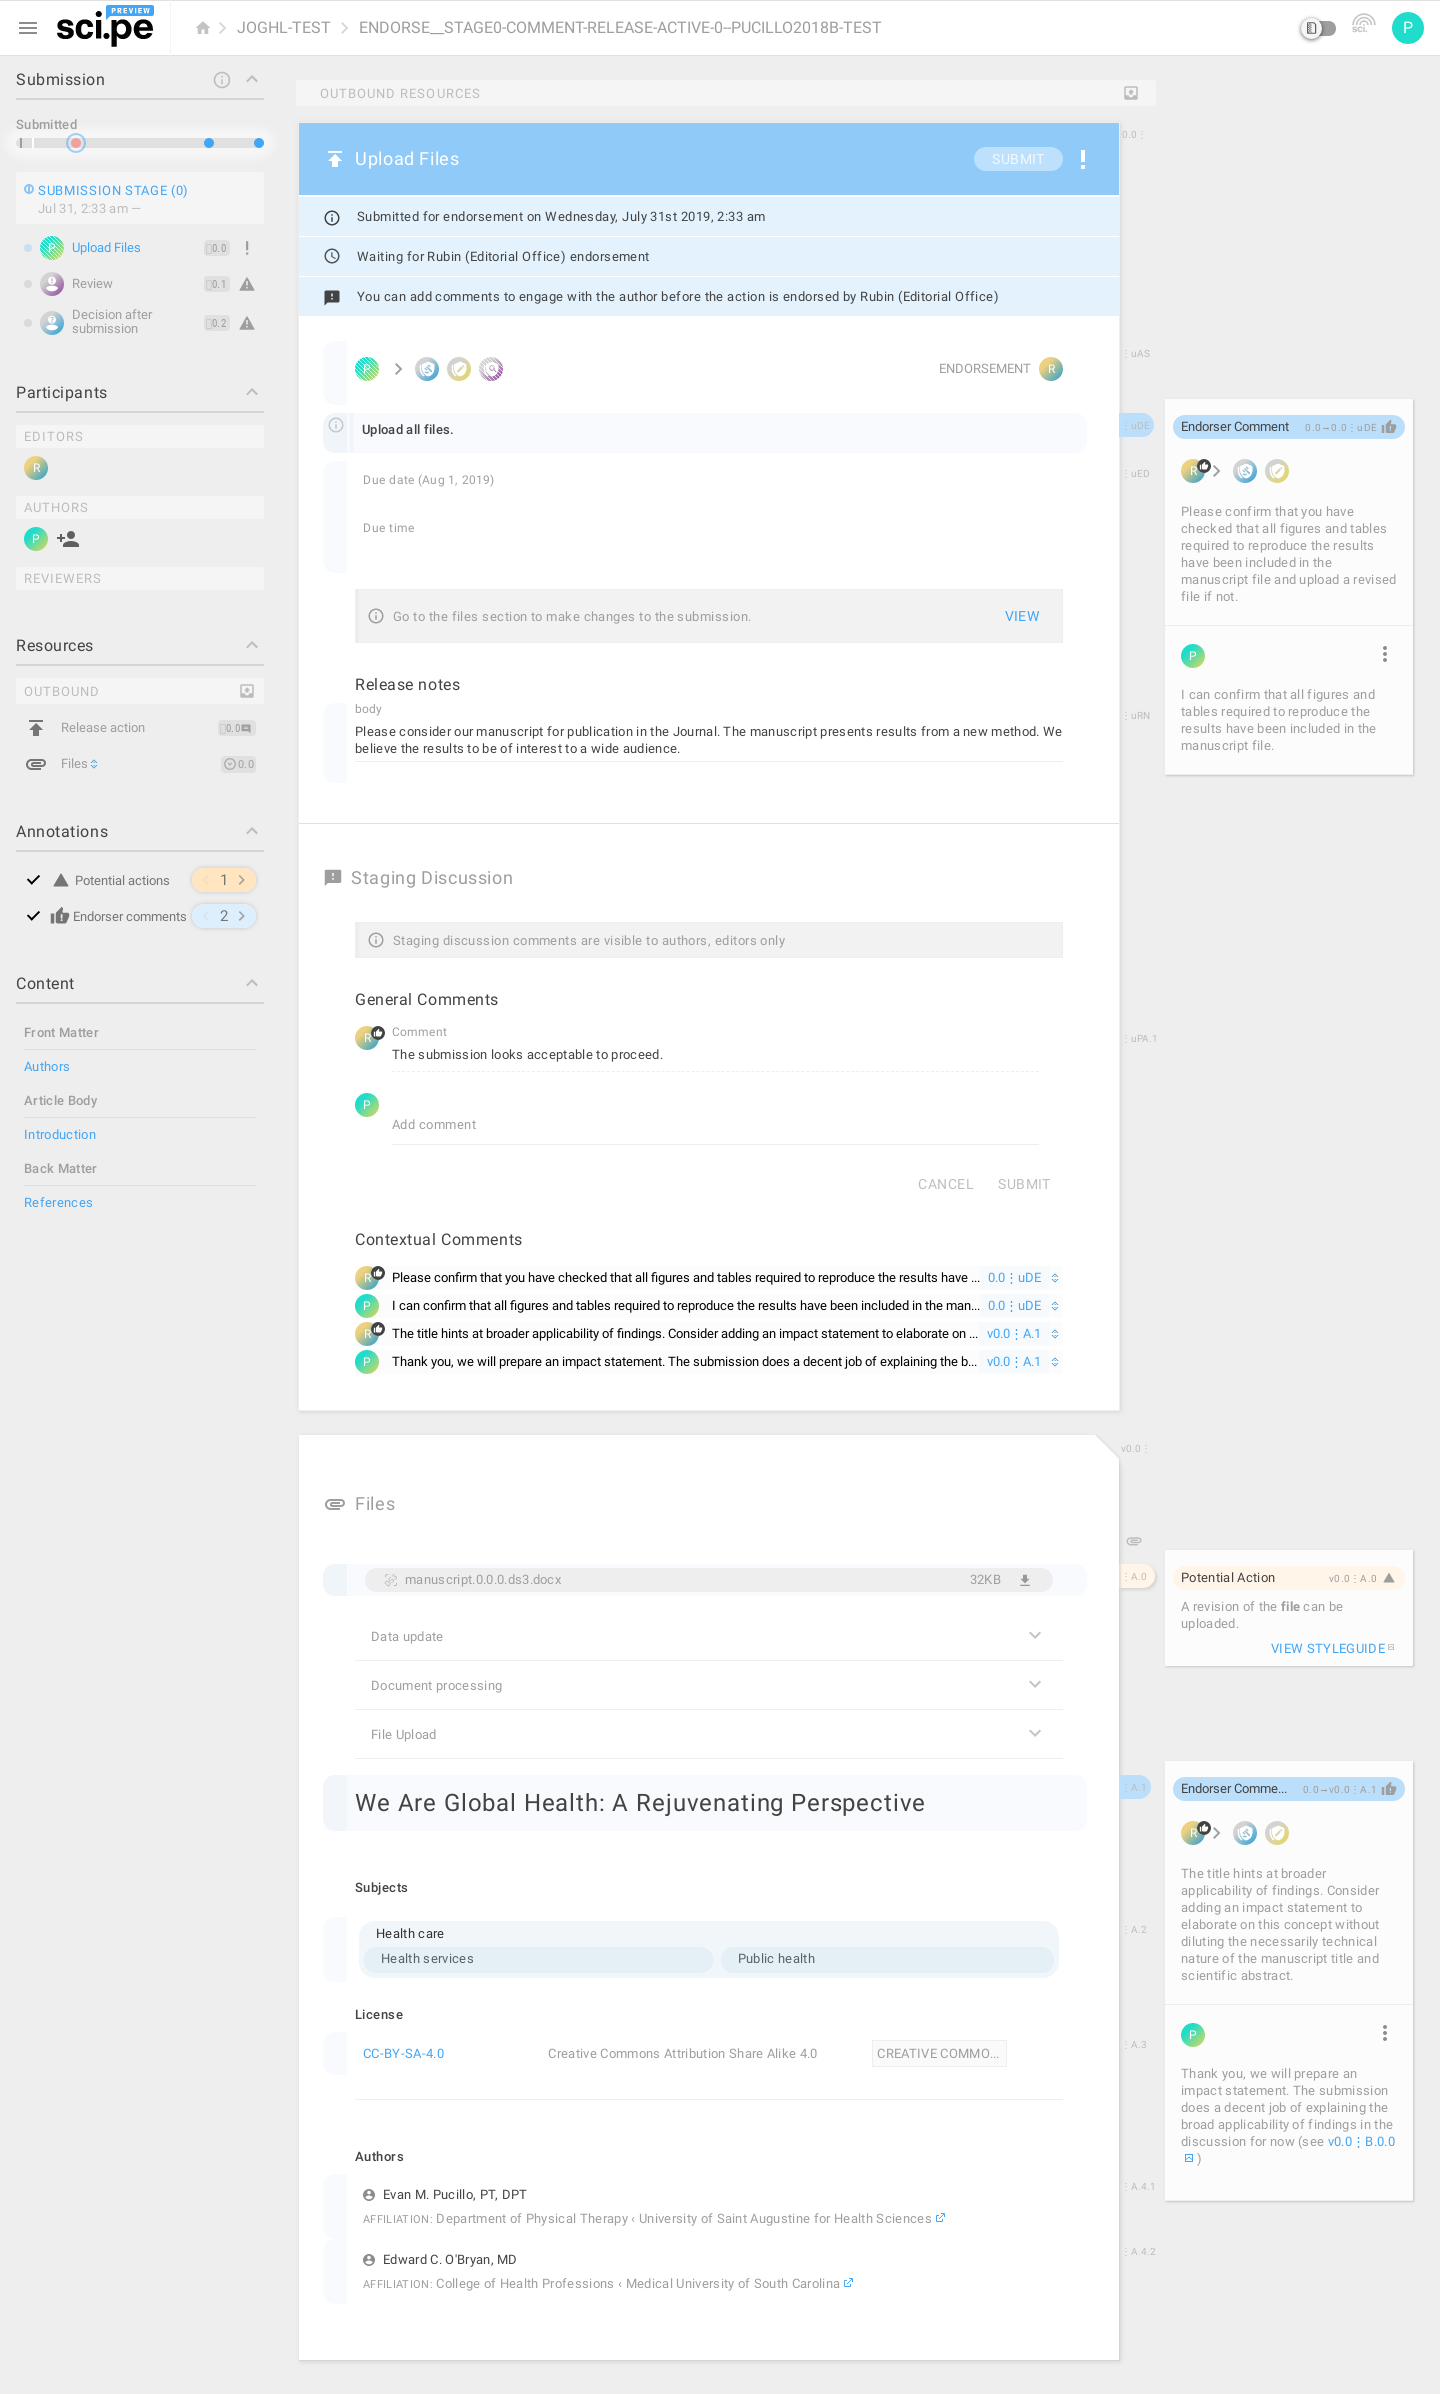 PREVIEW
sci.pe
JOGHL-TEST
ENDORSE__STAGE0-COMMENT-RELEASE-ACTIVE-0--PUCILLO2018B-TEST
SCI.
P
Submission
Submitted
SUBMISSION STAGE (0)
Jul 31, 2:33 am —
P Upload Files 0.0
Review 0.1
Decision after
submission
0.2
Participants
EDITORS
R
AUTHORS
P
REVIEWERS
Resources
OUTBOUND
Release action 0.0
Files 0.0
Annotations
Potential actions 1
Endorser comments 2
Content
Front Matter
Authors
Article Body
Introduction
Back Matter
References
OUTBOUND RESOURCES
Upload Files SUBMIT
0.0⋮
Submitted for endorsement on Wednesday, July 31st 2019, 2:33 am
Waiting for Rubin (Editorial Office) endorsement
You can add comments to engage with the author before the action is endorsed by Rubin (Editorial Office)
P ENDORSEMENT R
⋮uAS
Upload all files.
⋮uDE
Due date (Aug 1, 2019)
⋮uED
Due time
Go to the files section to make changes to the submission. VIEW
Release notes
body
⋮uRN
Please consider our manuscript for publication in the Journal. The manuscript presents results from a new method. We
believe the results to be of interest to a wide audience.
Staging Discussion
Staging discussion comments are visible to authors, editors only
General Comments
R Comment
⋮uPA.1
The submission looks acceptable to proceed.
P
Add comment
CANCEL SUBMIT
Contextual Comments
R Please confirm that you have checked that all figures and tables required to reproduce the results have ... 0.0⋮uDE
P I can confirm that all figures and tables required to reproduce the results have been included in the man... 0.0⋮uDE
R The title hints at broader applicability of findings. Consider adding an impact statement to elaborate on ... v0.0⋮A.1
P Thank you, we will prepare an impact statement. The submission does a decent job of explaining the b... v0.0⋮A.1
v0.0⋮
Files
manuscript.0.0.0.ds3.docx 32KB
⋮A.0
Data update
Document processing
File Upload
We Are Global Health: A Rejuvenating Perspective
⋮A.1
Subjects
Health care
⋮A.2
Health services
Public health
License
CC-BY-SA-4.0 Creative Commons Attribution Share Alike 4.0 CREATIVE COMMO...
⋮A.3
Authors
Evan M. Pucillo, PT, DPT
⋮A.4.1
AFFILIATION: Department of Physical Therapy ‹ University of Saint Augustine for Health Sciences
Edward C. O'Bryan, MD
⋮A.4.2
AFFILIATION: College of Health Professions ‹ Medical University of South Carolina
Endorser Comment 0.0→0.0⋮uDE
R
Please confirm that you have
checked that all figures and tables
required to reproduce the results
have been included in the
manuscript file and upload a revised
file if not.
P
I can confirm that all figures and
tables required to reproduce the
results have been included in the
manuscript file.
Potential Action v0.0⋮A.0
A revision of the file can be
uploaded.
VIEW STYLEGUIDE
Endorser Comme... 0.0→v0.0⋮A.1
R
The title hints at broader
applicability of findings. Consider
adding an impact statement to
elaborate on this concept without
diluting the necessarily technical
nature of the manuscript title and
scientific abstract.
P
Thank you, we will prepare an
impact statement. The submission
does a decent job of explaining the
broad applicability of findings in the
discussion for now (see v0.0⋮B.0.0
)